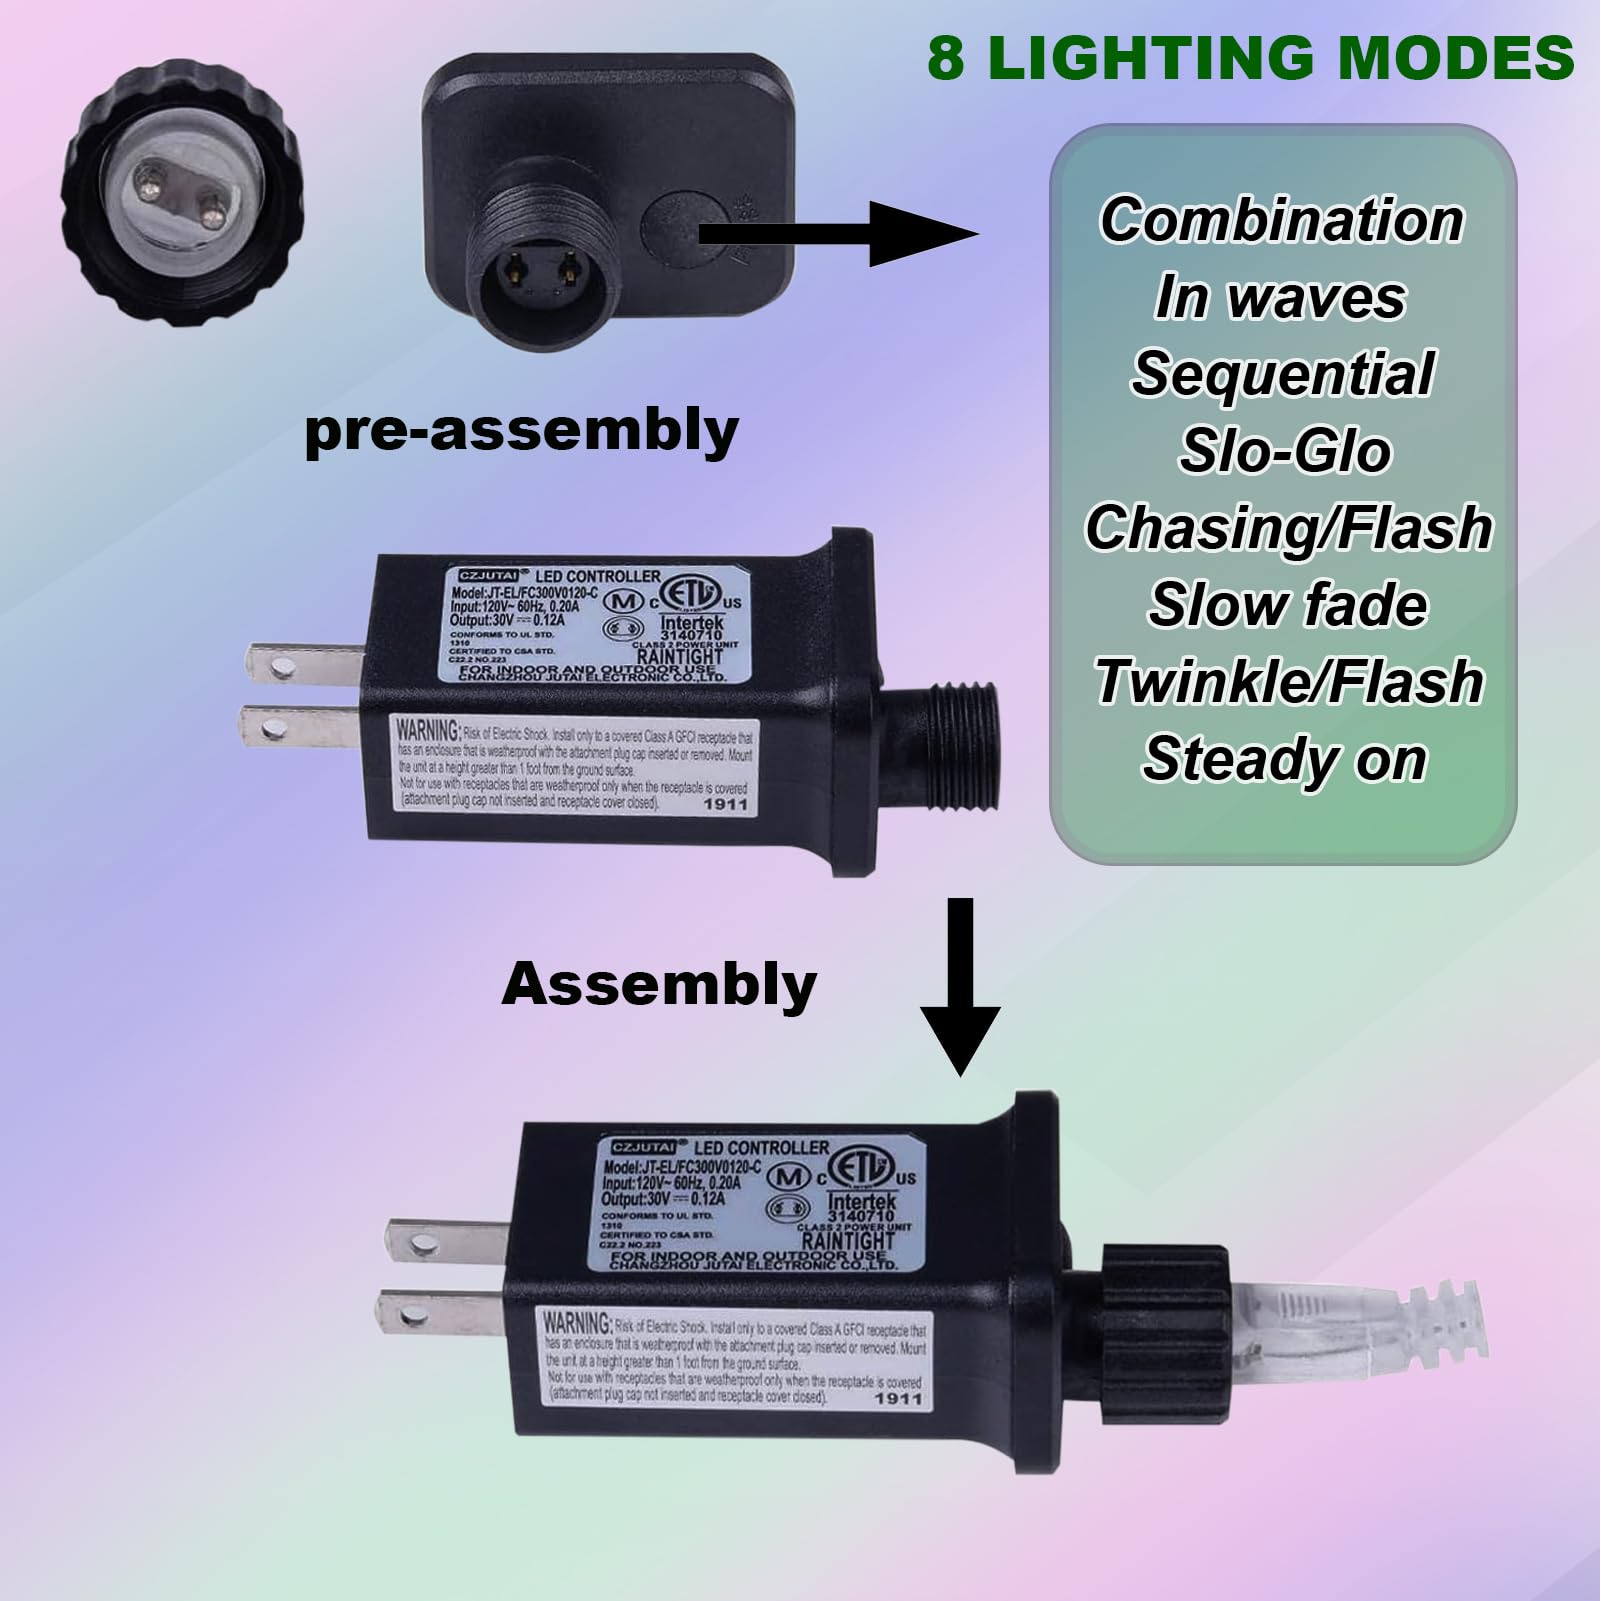 8 LIGHTING MODES
Combination
In waves
Sequential
Slo-Glo
Chasing/Flash
Slow fade
Twinkle/Flash
Steady on
pre-assembly
CZJUTAI® LED CONTROLLER
Model:JT-EL/FC300V0120-C
Input:120V~ 60Hz, 0.20A
Output:30V ⎓ 0.12A
CONFORMS TO UL STD.
1310
CERTIFIED TO CSA STD.
C22.2 NO.223
M
C ETL CM US
LISTED
Intertek
3140710
CLASS 2 POWER UNIT
RAINTIGHT
FOR INDOOR AND OUTDOOR USE
CHANGZHOU JUTAI ELECTRONIC CO.,LTD.
WARNING: Risk of Electric Shock. Install only to a covered Class A GFCI receptacle that
has an enclosure that is weatherproof with the attachment plug cap inserted or removed. Mount
the unit at a height greater than 1 foot from the ground surface.
Not for use with receptacles that are weatherproof only when the receptacle is covered
(attachment plug cap not inserted and receptacle cover closed). 1911
Assembly
CZJUTAI® LED CONTROLLER
Model:JT-EL/FC300V0120-C
Input:120V~ 60Hz, 0.20A
Output:30V ⎓ 0.12A
CONFORMS TO UL STD.
1310
CERTIFIED TO CSA STD.
C22.2 NO.223
M
C ETL CM US
LISTED
Intertek
3140710
CLASS 2 POWER UNIT
RAINTIGHT
FOR INDOOR AND OUTDOOR USE
CHANGZHOU JUTAI ELECTRONIC CO.,LTD.
WARNING: Risk of Electric Shock. Install only to a covered Class A GFCI receptacle that
has an enclosure that is weatherproof with the attachment plug cap inserted or removed. Mount
the unit at a height greater than 1 foot from the ground surface.
Not for use with receptacles that are weatherproof only when the receptacle is covered
(attachment plug cap not inserted and receptacle cover closed). 1911